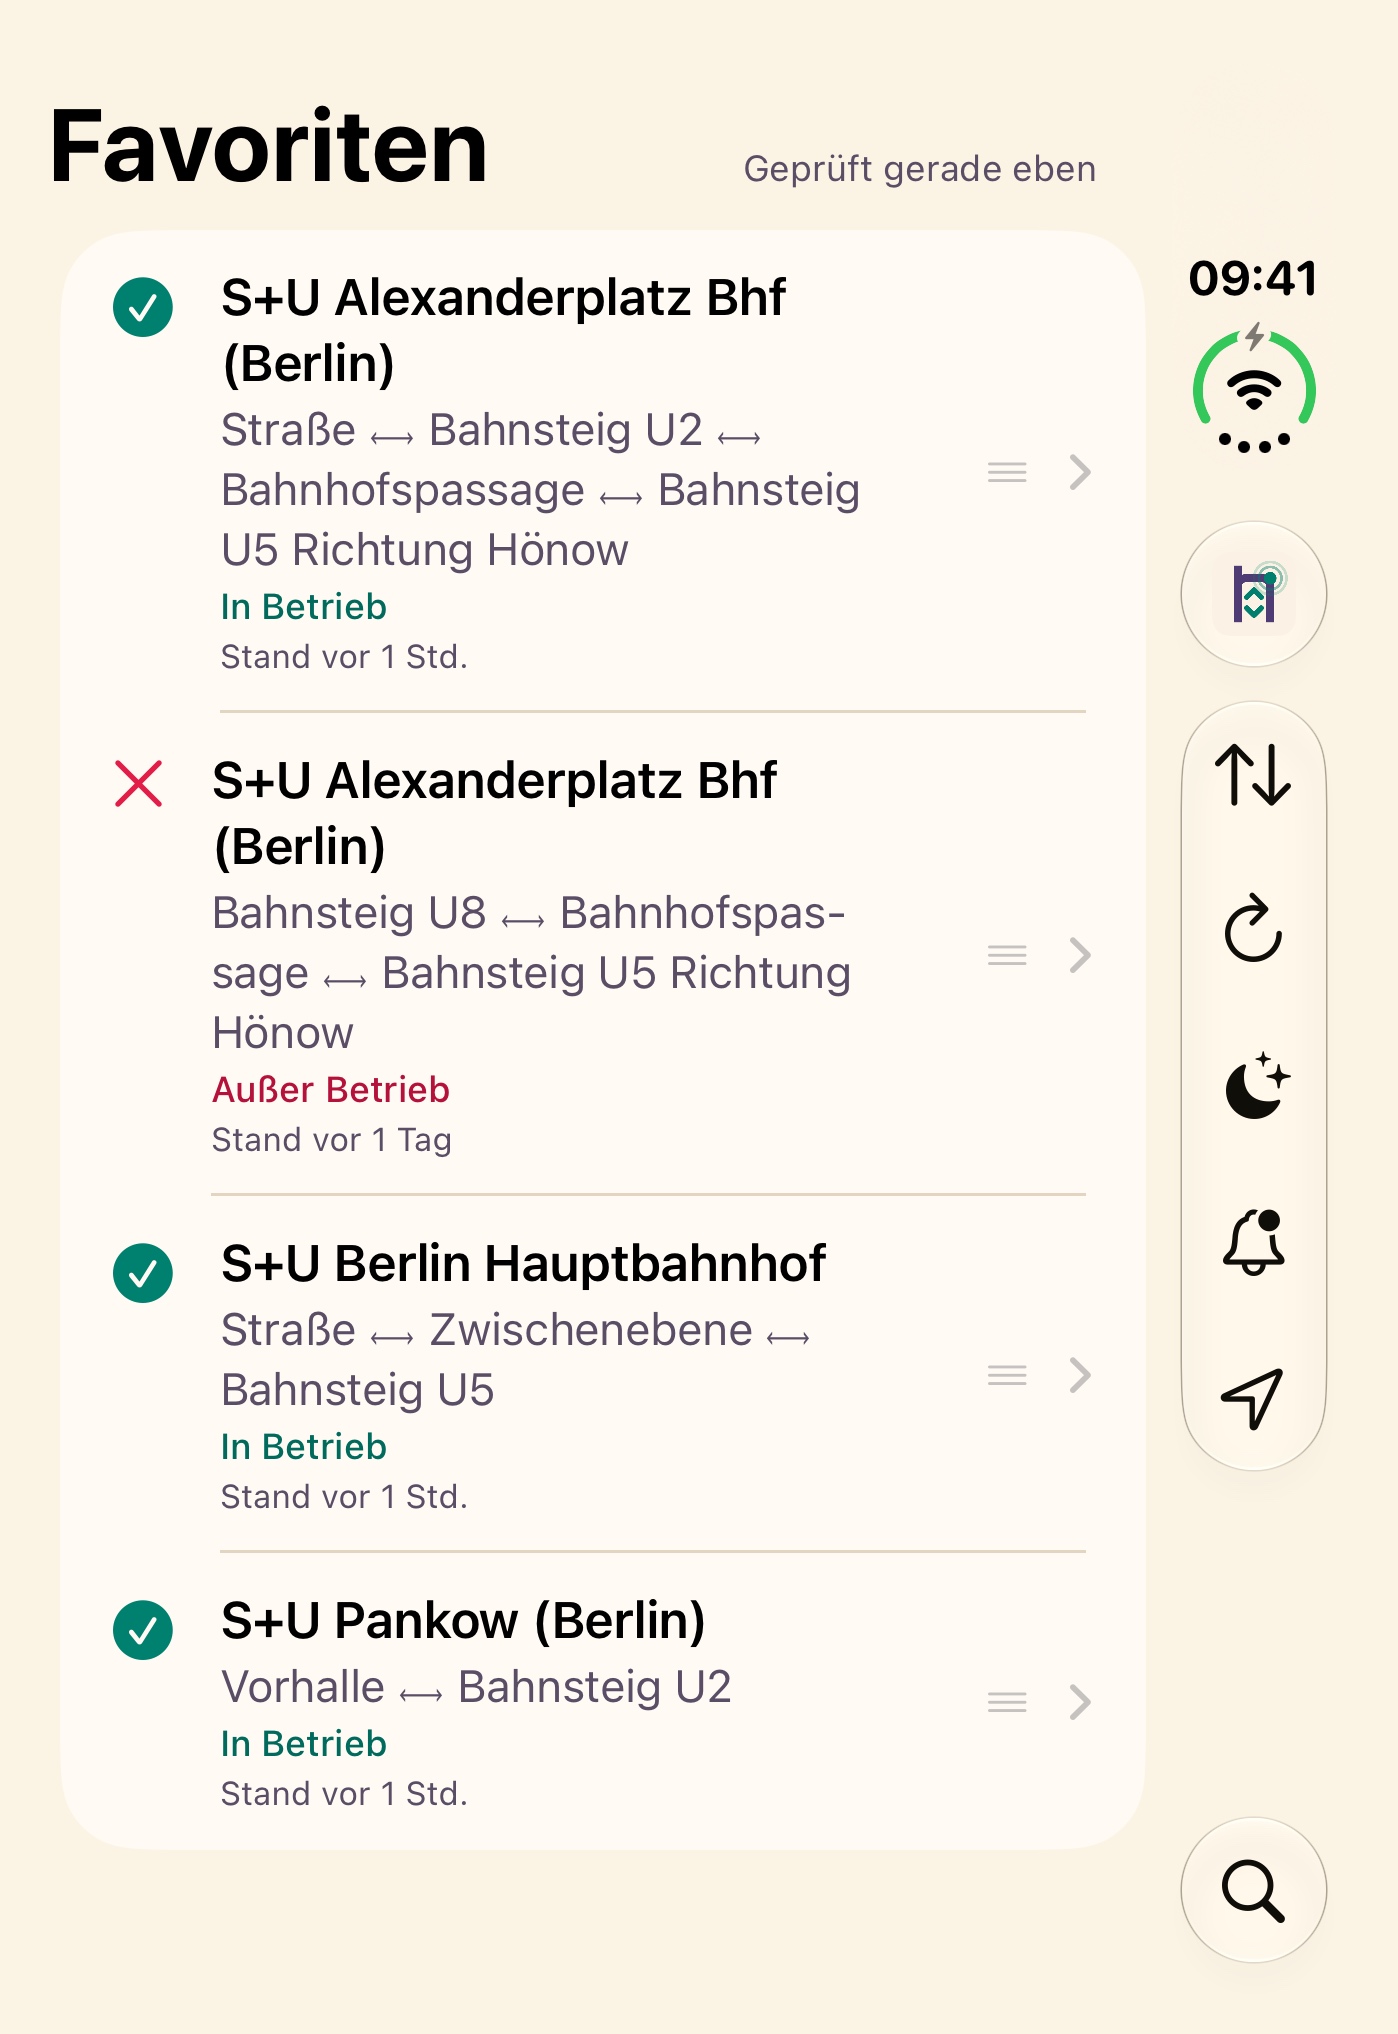 Favoriten
Geprüft gerade eben
S+U Alexanderplatz Bhf
(Berlin)
Straße ⟷ Bahnsteig U2 ⟷
Bahnhofspassage ⟷ Bahnsteig
U5 Richtung Hönow
In Betrieb
Stand vor 1 Std.
S+U Alexanderplatz Bhf
(Berlin)
Bahnsteig U8 ⟷ Bahnhofspas-
sage ⟷ Bahnsteig U5 Richtung
Hönow
Außer Betrieb
Stand vor 1 Tag
S+U Berlin Hauptbahnhof
Straße ⟷ Zwischenebene ⟷
Bahnsteig U5
In Betrieb
Stand vor 1 Std.
S+U Pankow (Berlin)
Vorhalle ⟷ Bahnsteig U2
In Betrieb
Stand vor 1 Std.
09:41